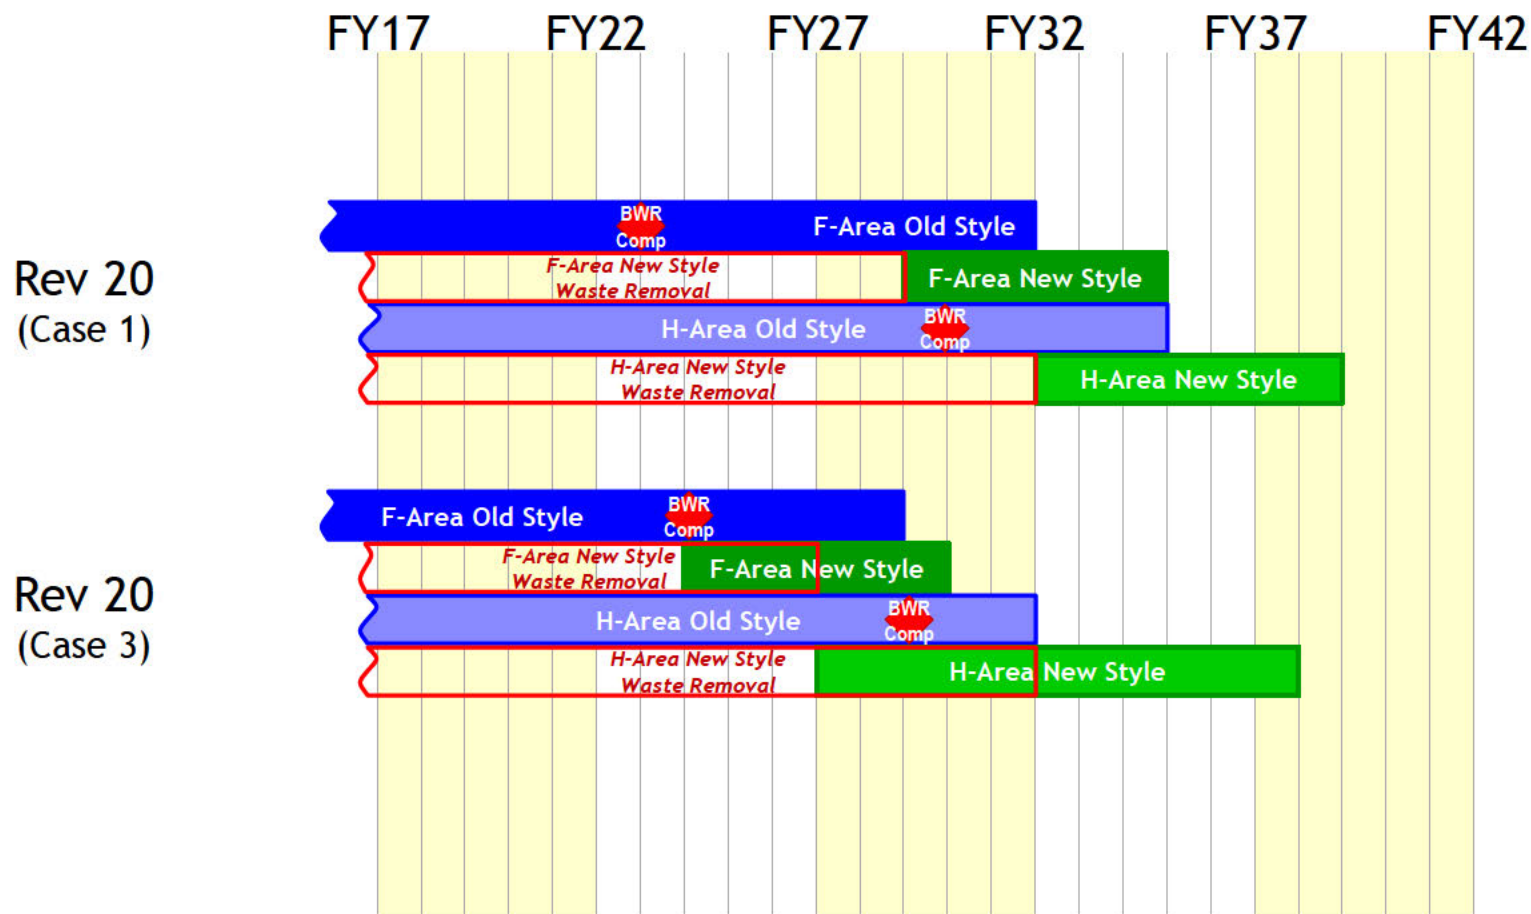 FY17 FY22 FY27 FY32 FY37 FY42
Rev 20
(Case 1)
BWR
Comp
F-Area Old Style
F-Area New Style
Waste Removal
F-Area New Style
H-Area Old Style
BWR
Comp
H-Area New Style
Waste Removal
H-Area New Style
Rev 20
(Case 3)
F-Area Old Style
BWR
Comp
F-Area New Style
Waste Removal
F-Area New Style
H-Area Old Style
BWR
Comp
H-Area New Style
Waste Removal
H-Area New Style